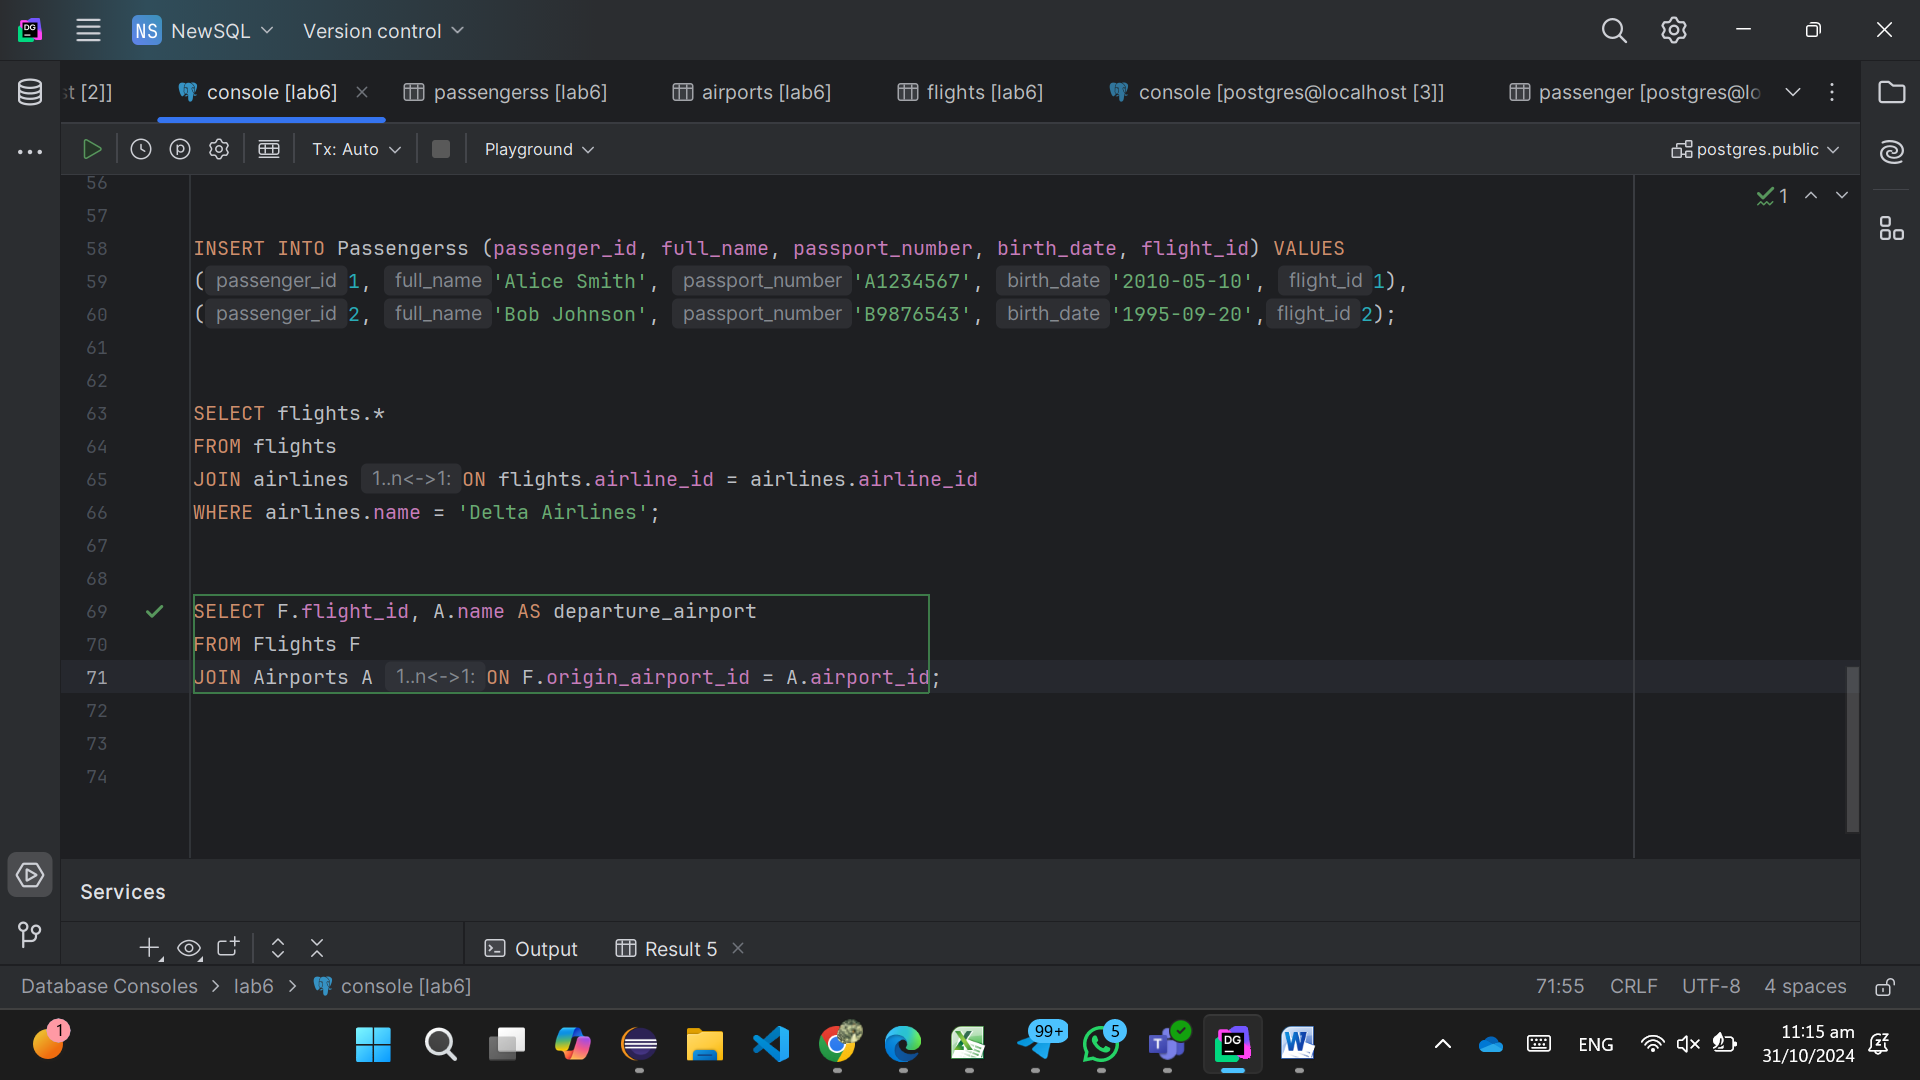 NS NewSQL Version control
st [2]] console [lab6] passengerss [lab6] airports [lab6] flights [lab6] console [postgres@localhost [3]] passenger [postgres@lo
Tx: Auto Playground postgres.public
56
57
58 INSERT INTO Passengerss (passenger_id, full_name, passport_number, birth_date, flight_id) VALUES
59 ( passenger_id 1, full_name 'Alice Smith', passport_number 'A1234567', birth_date '2010-05-10', flight_id 1),
60 ( passenger_id 2, full_name 'Bob Johnson', passport_number 'B9876543', birth_date '1995-09-20', flight_id 2);
61
62
63 SELECT flights.*
64 FROM flights
65 JOIN airlines 1..n<->1: ON flights.airline_id = airlines.airline_id
66 WHERE airlines.name = 'Delta Airlines';
67
68
69 SELECT F.flight_id, A.name AS departure_airport
70 FROM Flights F
71 JOIN Airports A 1..n<->1: ON F.origin_airport_id = A.airport_id;
72
73
74
1
Services
Output Result 5
Database Consoles > lab6 > console [lab6] 71:55 CRLF UTF-8 4 spaces
1 99+ 5 T DG W ENG 11:15 am
31/10/2024